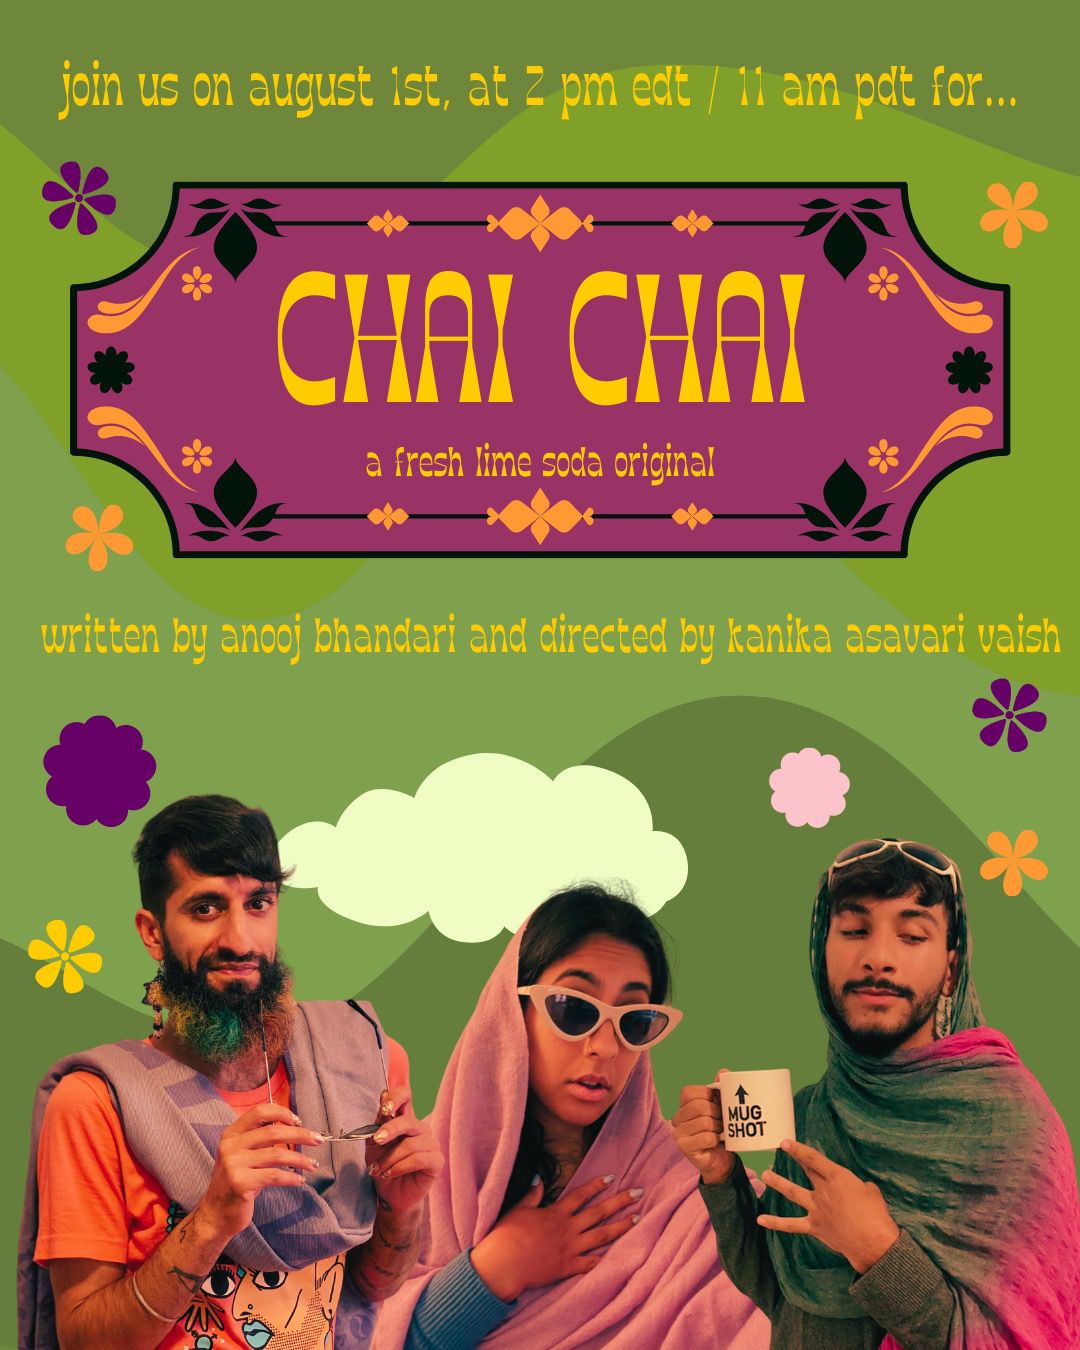 join us on august 1st, at 2 pm edt / 11 am pdt for...
CHAI CHAI
a fresh lime soda original
written by anooj bhandari and directed by kanika asavari vaish
MUG
SHOT